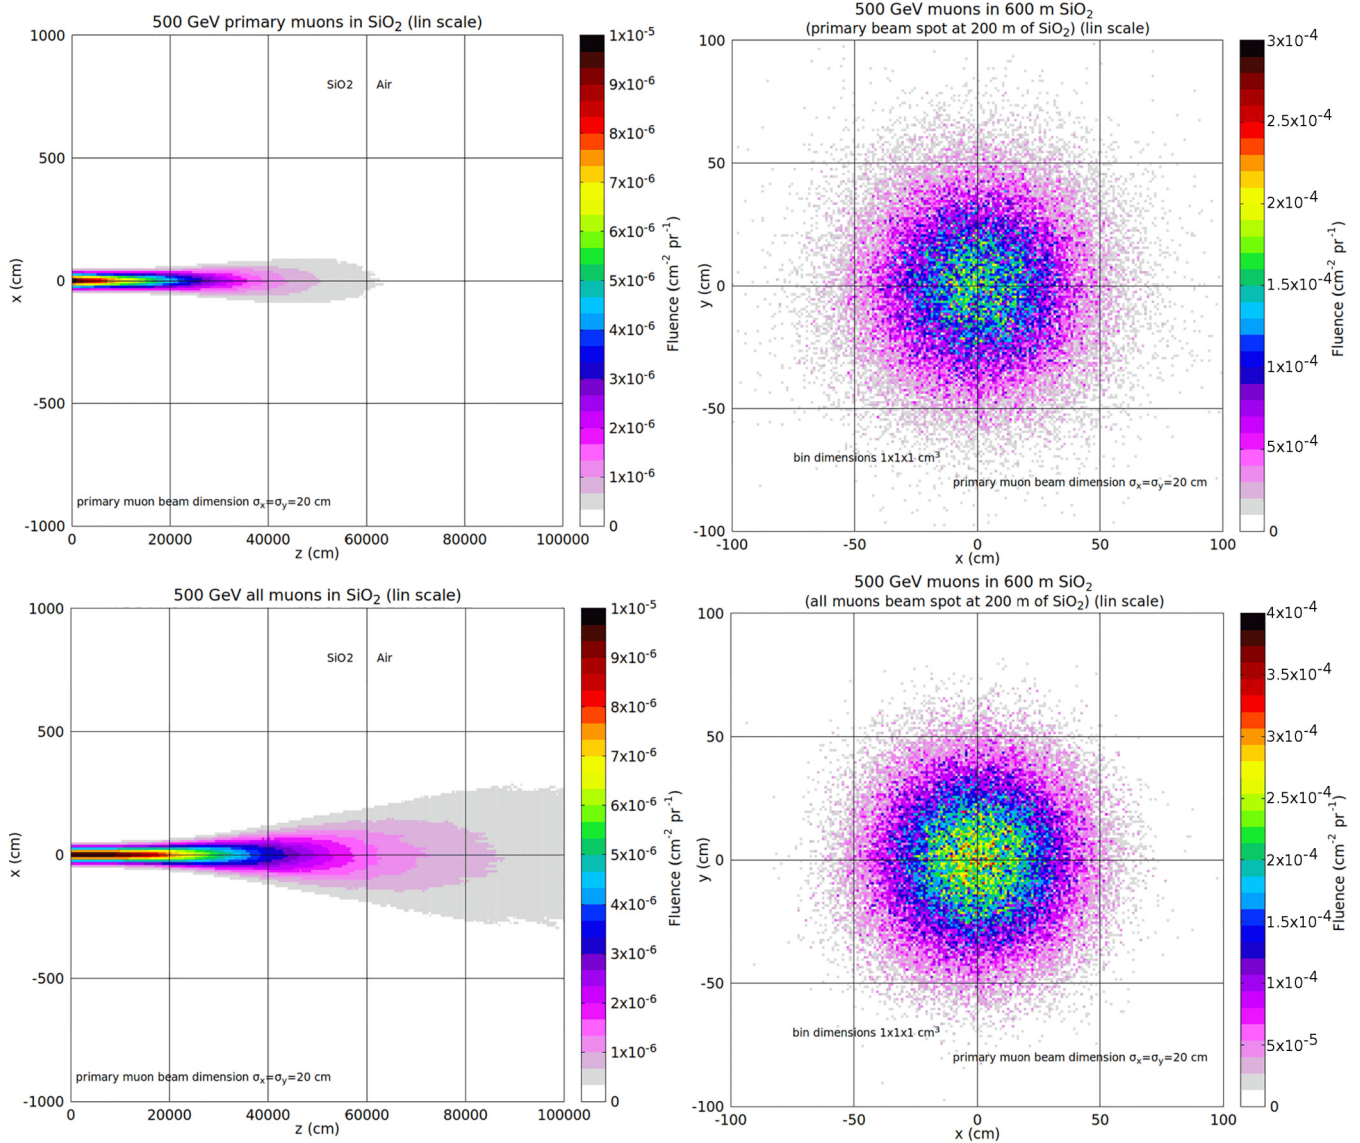 500 GeV primary muons in SiO₂ (lin scale)
1000
500
0
-500
-1000
x (cm)
SiO2 Air
primary muon beam dimension σₓ=σᵧ=20 cm
0 20000 40000 60000 80000 100000
z (cm)
1x10⁻⁵
9x10⁻⁶
8x10⁻⁶
7x10⁻⁶
6x10⁻⁶
5x10⁻⁶
4x10⁻⁶
3x10⁻⁶
2x10⁻⁶
1x10⁻⁶
0
Fluence (cm⁻² pr⁻¹)
500 GeV muons in 600 m SiO₂
(primary beam spot at 200 m of SiO₂) (lin scale)
100
50
0
-50
-100
y (cm)
bin dimensions 1x1x1 cm³
primary muon beam dimension σₓ=σᵧ=20 cm
-100 -50 0 50 100
x (cm)
3x10⁻⁴
2.5x10⁻⁴
2x10⁻⁴
1.5x10⁻⁴
1x10⁻⁴
5x10⁻⁴
0
Fluence (cm⁻² pr⁻¹)
500 GeV all muons in SiO₂ (lin scale)
1000
500
0
-500
-1000
x (cm)
SiO2 Air
primary muon beam dimension σₓ=σᵧ=20 cm
0 20000 40000 60000 80000 100000
z (cm)
1x10⁻⁵
9x10⁻⁶
8x10⁻⁶
7x10⁻⁶
6x10⁻⁶
5x10⁻⁶
4x10⁻⁶
3x10⁻⁶
2x10⁻⁶
1x10⁻⁶
0
Fluence (cm⁻² pr⁻¹)
500 GeV muons in 600 m SiO₂
(all muons beam spot at 200 m of SiO₂) (lin scale)
100
50
0
-50
-100
y (cm)
bin dimensions 1x1x1 cm³
primary muon beam dimension σₓ=σᵧ=20 cm
-100 -50 0 50 100
x (cm)
4x10⁻⁴
3.5x10⁻⁴
3x10⁻⁴
2.5x10⁻⁴
2x10⁻⁴
1.5x10⁻⁴
1x10⁻⁴
5x10⁻⁵
0
Fluence (cm⁻² pr⁻¹)